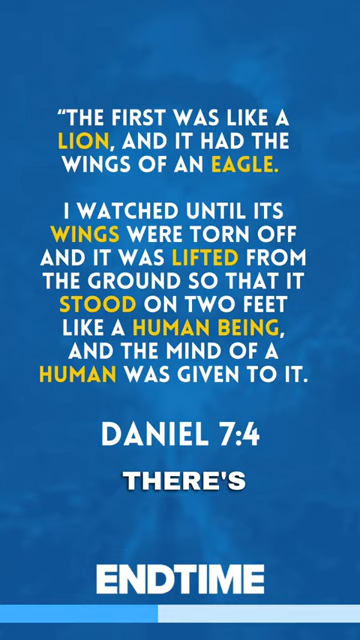 “THE FIRST WAS LIKE A
LION, AND IT HAD THE
WINGS OF AN EAGLE.
I WATCHED UNTIL ITS
WINGS WERE TORN OFF
AND IT WAS LIFTED FROM
THE GROUND SO THAT IT
STOOD ON TWO FEET
LIKE A HUMAN BEING,
AND THE MIND OF A
HUMAN WAS GIVEN TO IT.
DANIEL 7:4
THERE'S
ENDTIME